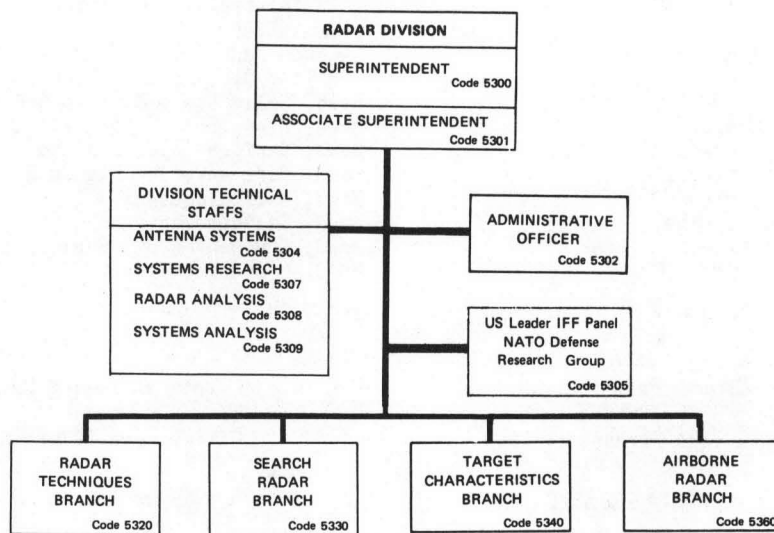 RADAR DIVISION
SUPERINTENDENT
Code 5300
ASSOCIATE SUPERINTENDENT
Code 5301
DIVISION TECHNICAL
STAFFS
ANTENNA SYSTEMS
Code 5304
SYSTEMS RESEARCH
Code 5307
RADAR ANALYSIS
Code 5308
SYSTEMS ANALYSIS
Code 5309
ADMINISTRATIVE
OFFICER
Code 5302
US Leader IFF Panel
NATO Defense
Research Group
Code 5305
RADAR
TECHNIQUES
BRANCH
Code 5320
SEARCH
RADAR
BRANCH
Code 5330
TARGET
CHARACTERISTICS
BRANCH
Code 5340
AIRBORNE
RADAR
BRANCH
Code 5360